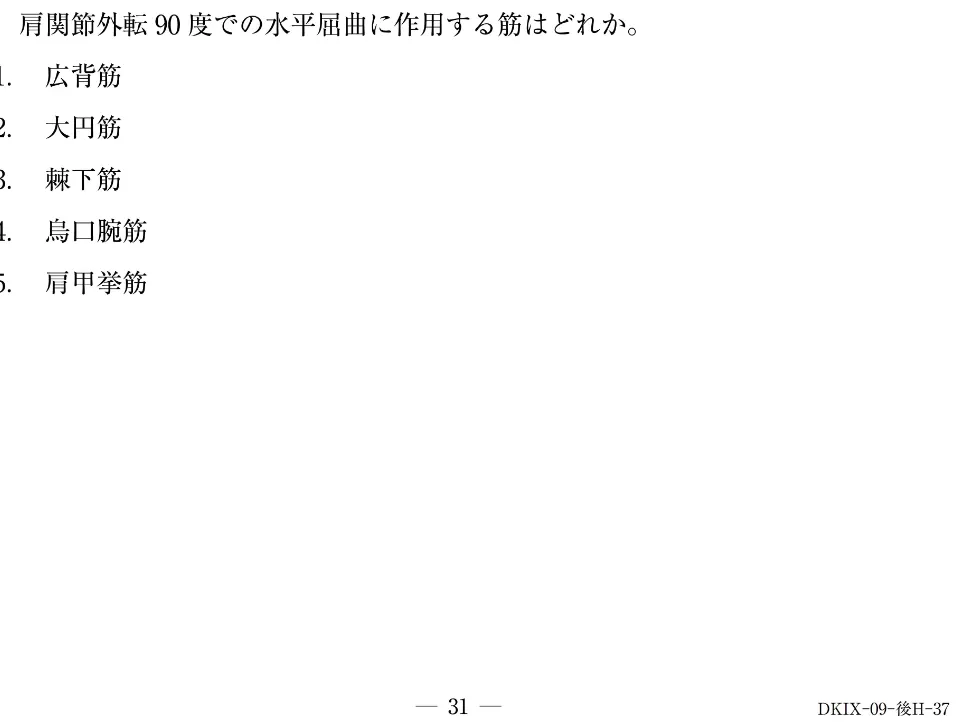 肩関節外転 90 度での水平屈曲に作用する筋はどれか。
1. 広背筋
2. 大円筋
3. 棘下筋
4. 烏口腕筋
5. 肩甲挙筋
― 31 ―
DKIX-09-後H-37